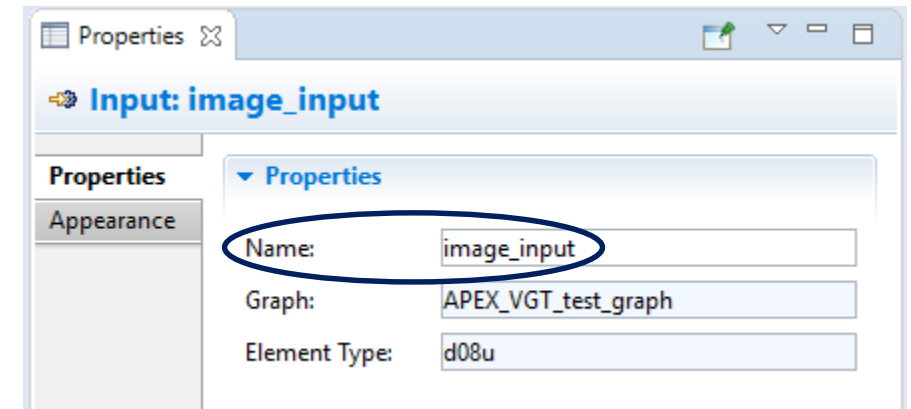 Properties
Input: image_input
Properties
Properties
Appearance
Name: image_input
Graph: APEX_VGT_test_graph
Element Type: d08u